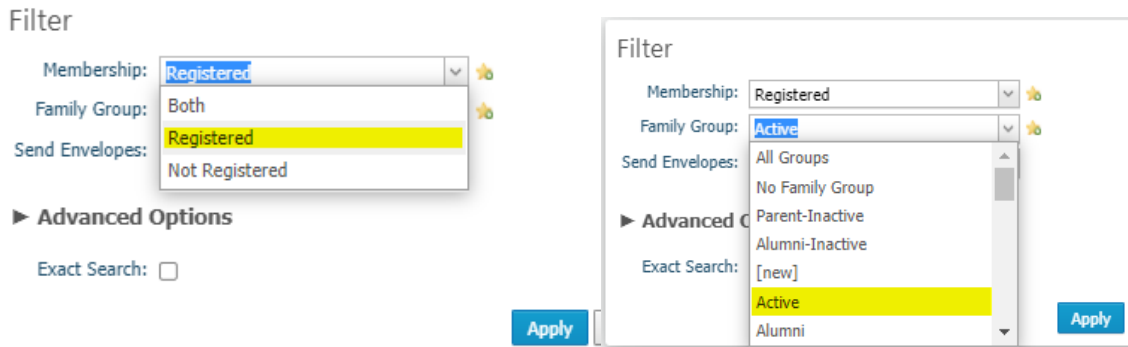 Filter
Membership: Registered
Both
Family Group:
Registered
Send Envelopes:
Not Registered
► Advanced Options
Exact Search:
Apply
Filter
Membership: Registered
Family Group: Active
All Groups
Send Envelopes:
No Family Group
Parent-Inactive
► Advanced O
Alumni-Inactive
Exact Search:
[new]
Active
Alumni
Apply